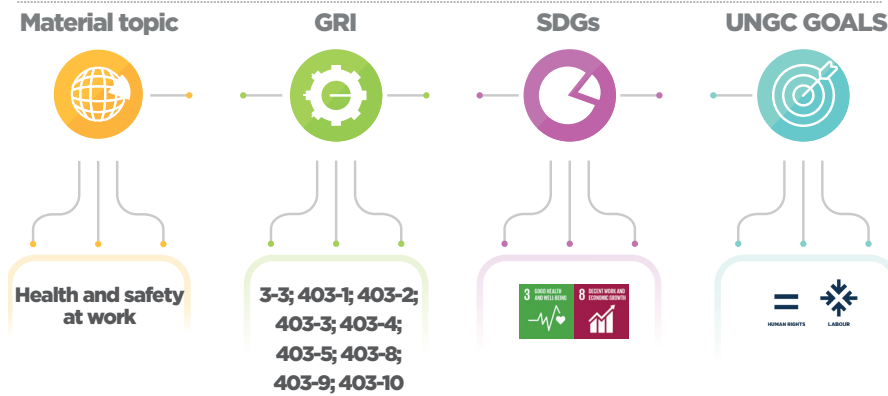 Material topic
GRI
SDGs
UNGC GOALS
Health and safety
at work
3-3; 403-1; 403-2;
403-3; 403-4;
403-5; 403-8;
403-9; 403-10
3 GOOD HEALTH
AND WELL-BEING
8 DECENT WORK AND
ECONOMIC GROWTH
HUMAN RIGHTS
LABOUR